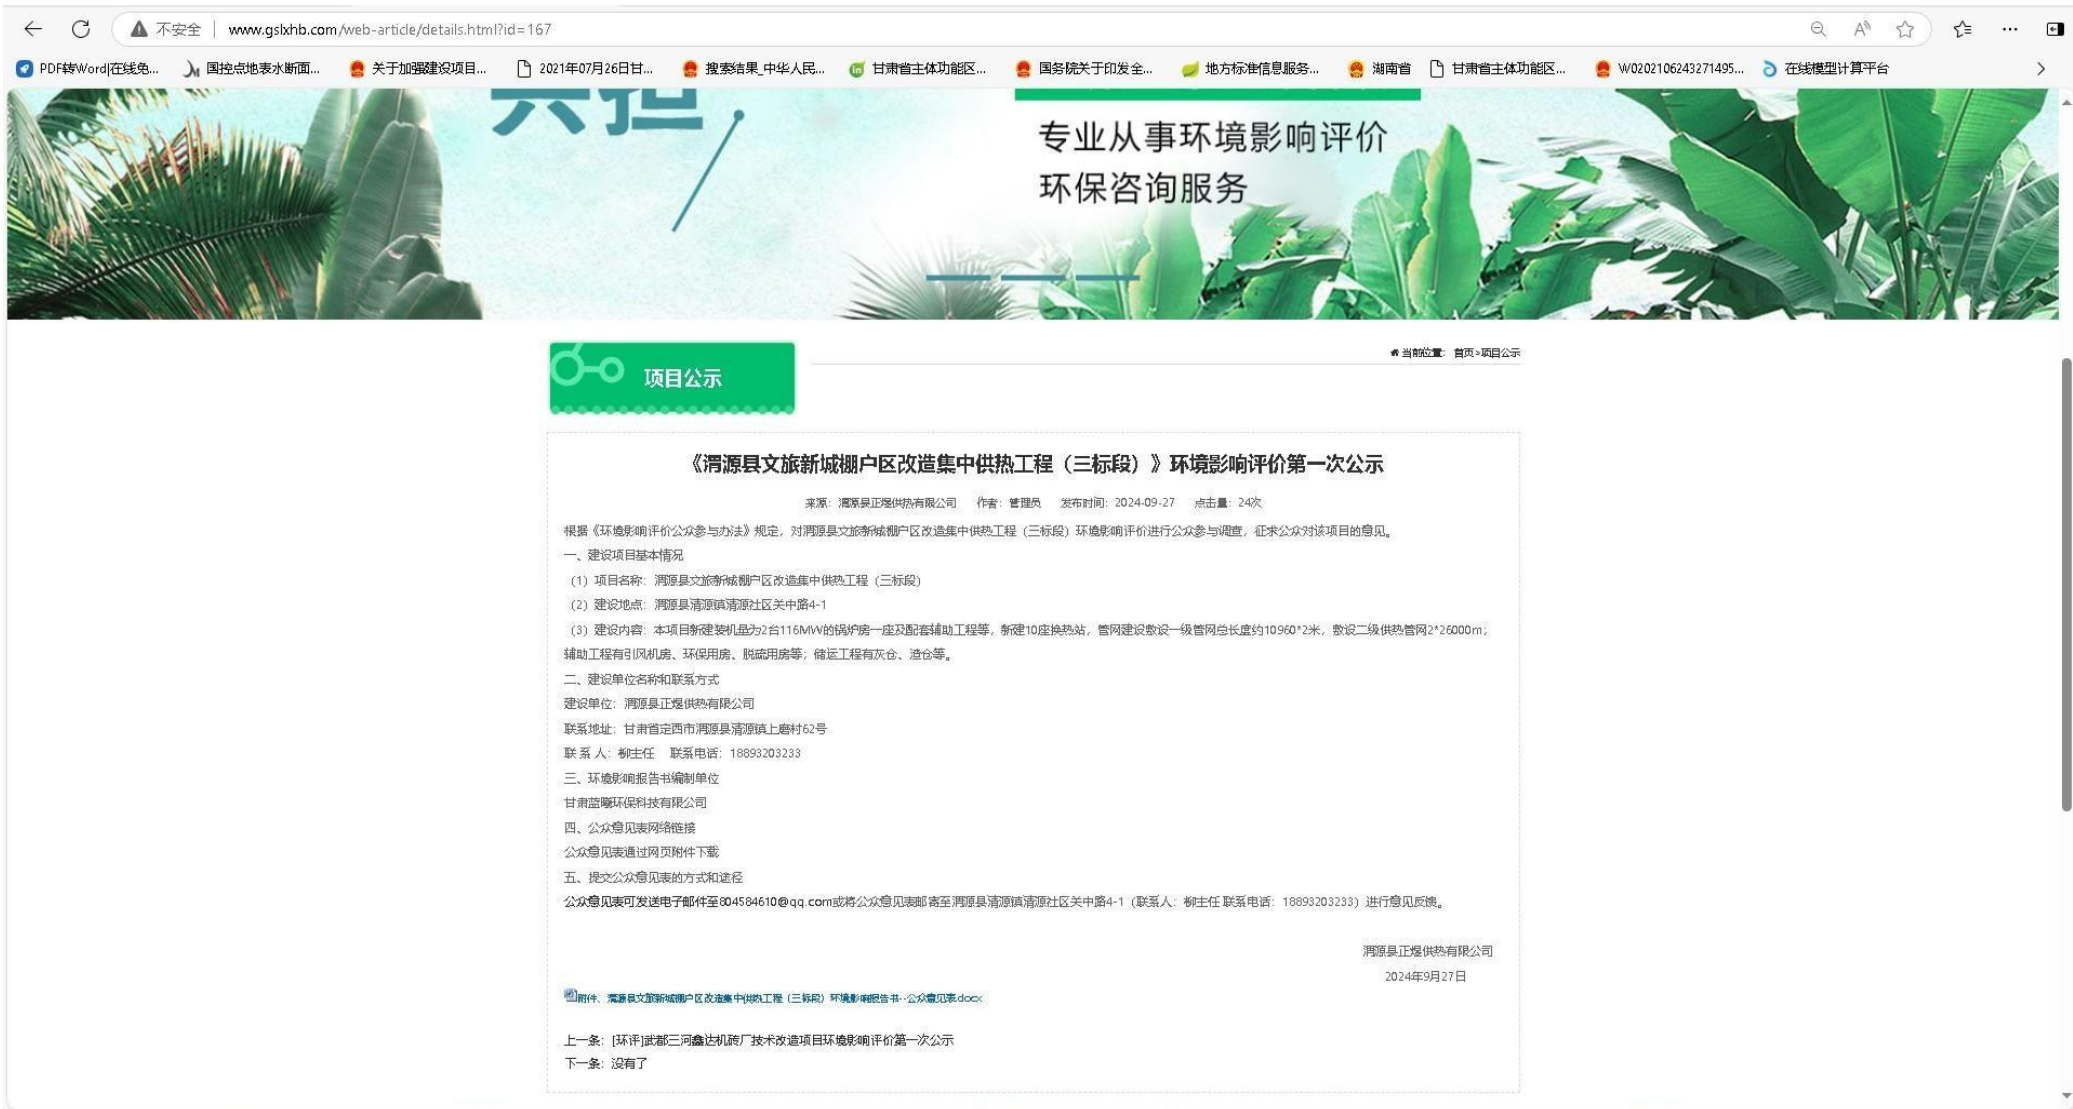 不安全 | www.gslxhb.com/web-article/details.html?id=167
PDF转Word|在线免... 国控点地表水断面... 关于加强建设项目... 2021年07月26日甘... 搜索结果_中华人民... 甘肃省主体功能区... 国务院关于印发全... 地方标准信息服务... 湖南省 甘肃省主体功能区... W0202106243271495... 在线模型计算平台
共担
专业从事环境影响评价
环保咨询服务
当前位置: 首页>项目公示
项目公示
《渭源县文旅新城棚户区改造集中供热工程（三标段）》环境影响评价第一次公示
来源: 渭源县正煜供热有限公司 作者: 管理员 发布时间: 2024-09-27 点击量: 24次
根据《环境影响评价公众参与办法》规定，对渭源县文旅新城棚户区改造集中供热工程（三标段）环境影响评价进行公众参与调查，征求公众对该项目的意见。
一、建设项目基本情况
（1）项目名称：渭源县文旅新城棚户区改造集中供热工程（三标段）
（2）建设地点：渭源县清源镇清源社区关中路4-1
（3）建设内容：本项目新建装机量为2台116MW的锅炉房一座及配套辅助工程等，新建10座换热站，管网建设敷设一级管网总长度约10960*2米，敷设二级供热管网2*26000m；
辅助工程有引风机房、环保用房、脱硫用房等；储运工程有灰仓、渣仓等。
二、建设单位名称和联系方式
建设单位：渭源县正煜供热有限公司
联系地址：甘肃省定西市渭源县清源镇上磨村62号
联 系 人：柳主任 联系电话：18893203233
三、环境影响报告书编制单位
甘肃蓝曦环保科技有限公司
四、公众意见表网络链接
公众意见表通过网页附件下载
五、提交公众意见表的方式和途径
公众意见表可发送电子邮件至804584610@qq.com或将公众意见表邮寄至渭源县清源镇清源社区关中路4-1（联系人：柳主任 联系电话：18893203233）进行意见反馈。
渭源县正煜供热有限公司
2024年9月27日
附件、渭源县文旅新城棚户区改造集中供热工程（三标段）环境影响报告书--公众意见表.docx
上一条: [环评]武都三河鑫达机砖厂技术改造项目环境影响评价第一次公示
下一条: 没有了